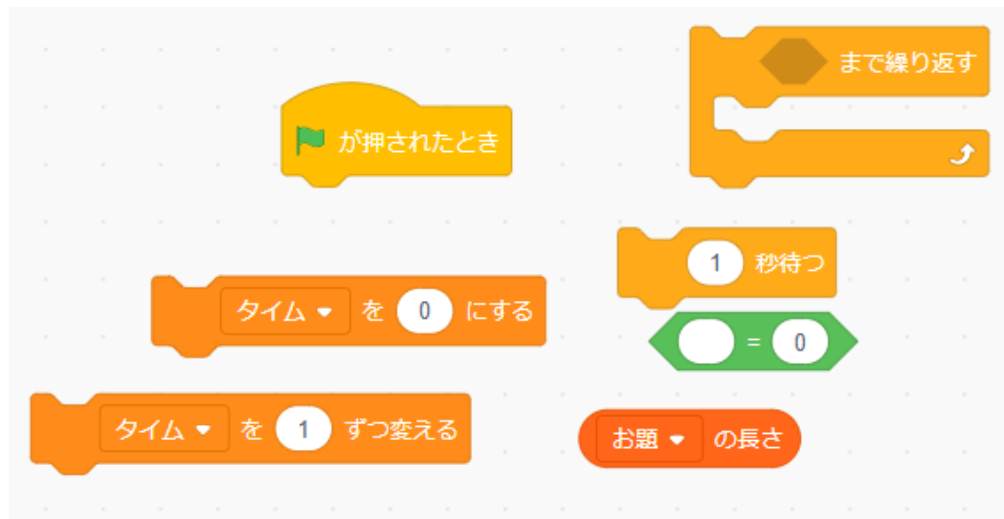 まで繰り返す
が押されたとき
1 秒待つ
タイム を 0 にする
= 0
タイム を 1 ずつ変える
お題 の長さ